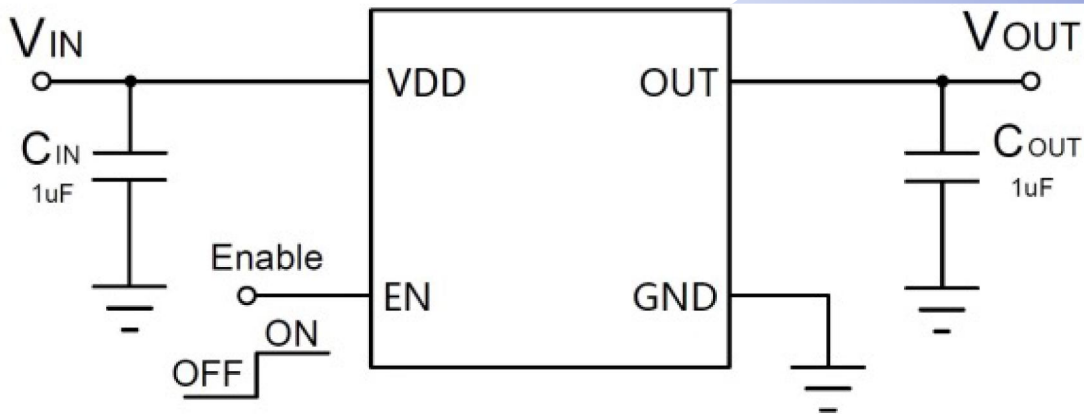 VIN
VOUT
VDD
OUT
CIN
1uF
COUT
1uF
Enable
EN
GND
ON
OFF